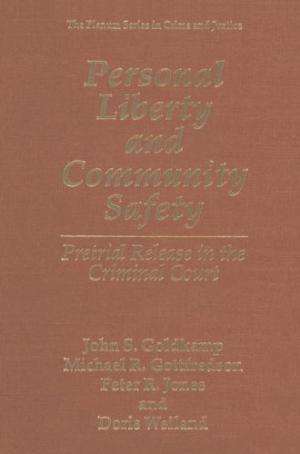 The Plenum Series in Crime and Justice
Personal
Liberty
and
Community
Safety
Pretrial Release in the
Criminal Court
John S. Goldkamp
Michael R. Gottfredson
Peter R. Jones
and
Doris Weiland